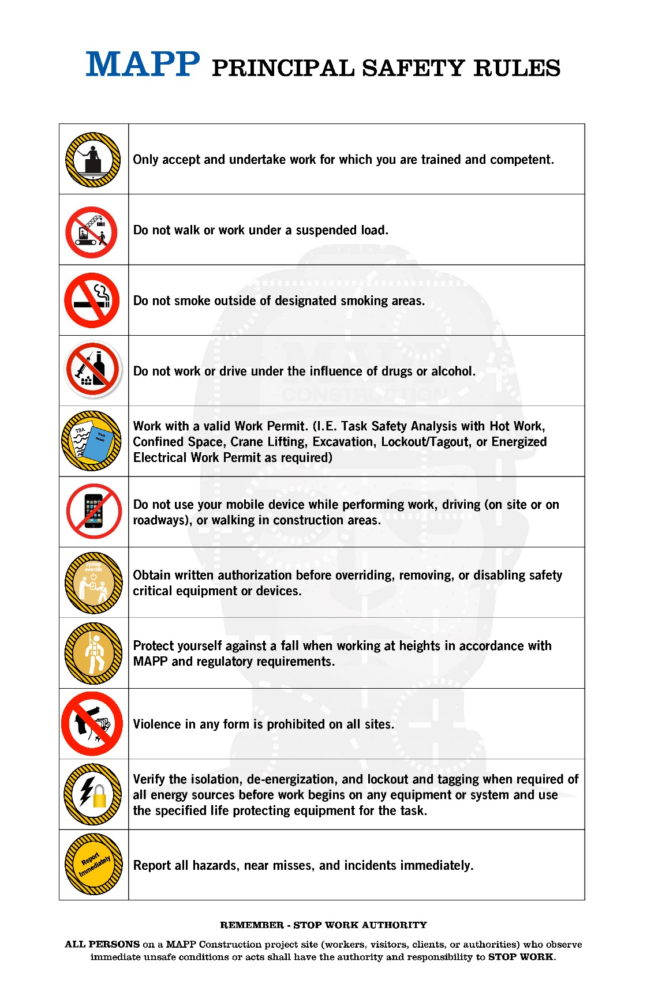 MAPP PRINCIPAL SAFETY RULES
Only accept and undertake work for which you are trained and competent.
Do not walk or work under a suspended load.
Do not smoke outside of designated smoking areas.
MAPP
CONSTRUCTION
Do not work or drive under the influence of drugs or alcohol.
TSA
Work
Permit
Work with a valid Work Permit. (I.E. Task Safety Analysis with Hot Work,
Confined Space, Crane Lifting, Excavation, Lockout/Tagout, or Energized
Electrical Work Permit as required)
Do not use your mobile device while performing work, driving (on site or on
roadways), or walking in construction areas.
System
override
Obtain written authorization before overriding, removing, or disabling safety
critical equipment or devices.
Protect yourself against a fall when working at heights in accordance with
MAPP and regulatory requirements.
Violence in any form is prohibited on all sites.
Verify the isolation, de-energization, and lockout and tagging when required of
all energy sources before work begins on any equipment or system and use
the specified life protecting equipment for the task.
Report
Immediately
Report all hazards, near misses, and incidents immediately.
REMEMBER - STOP WORK AUTHORITY
ALL PERSONS on a MAPP Construction project site (workers, visitors, clients, or authorities) who observe
immediate unsafe conditions or acts shall have the authority and responsibility to STOP WORK.